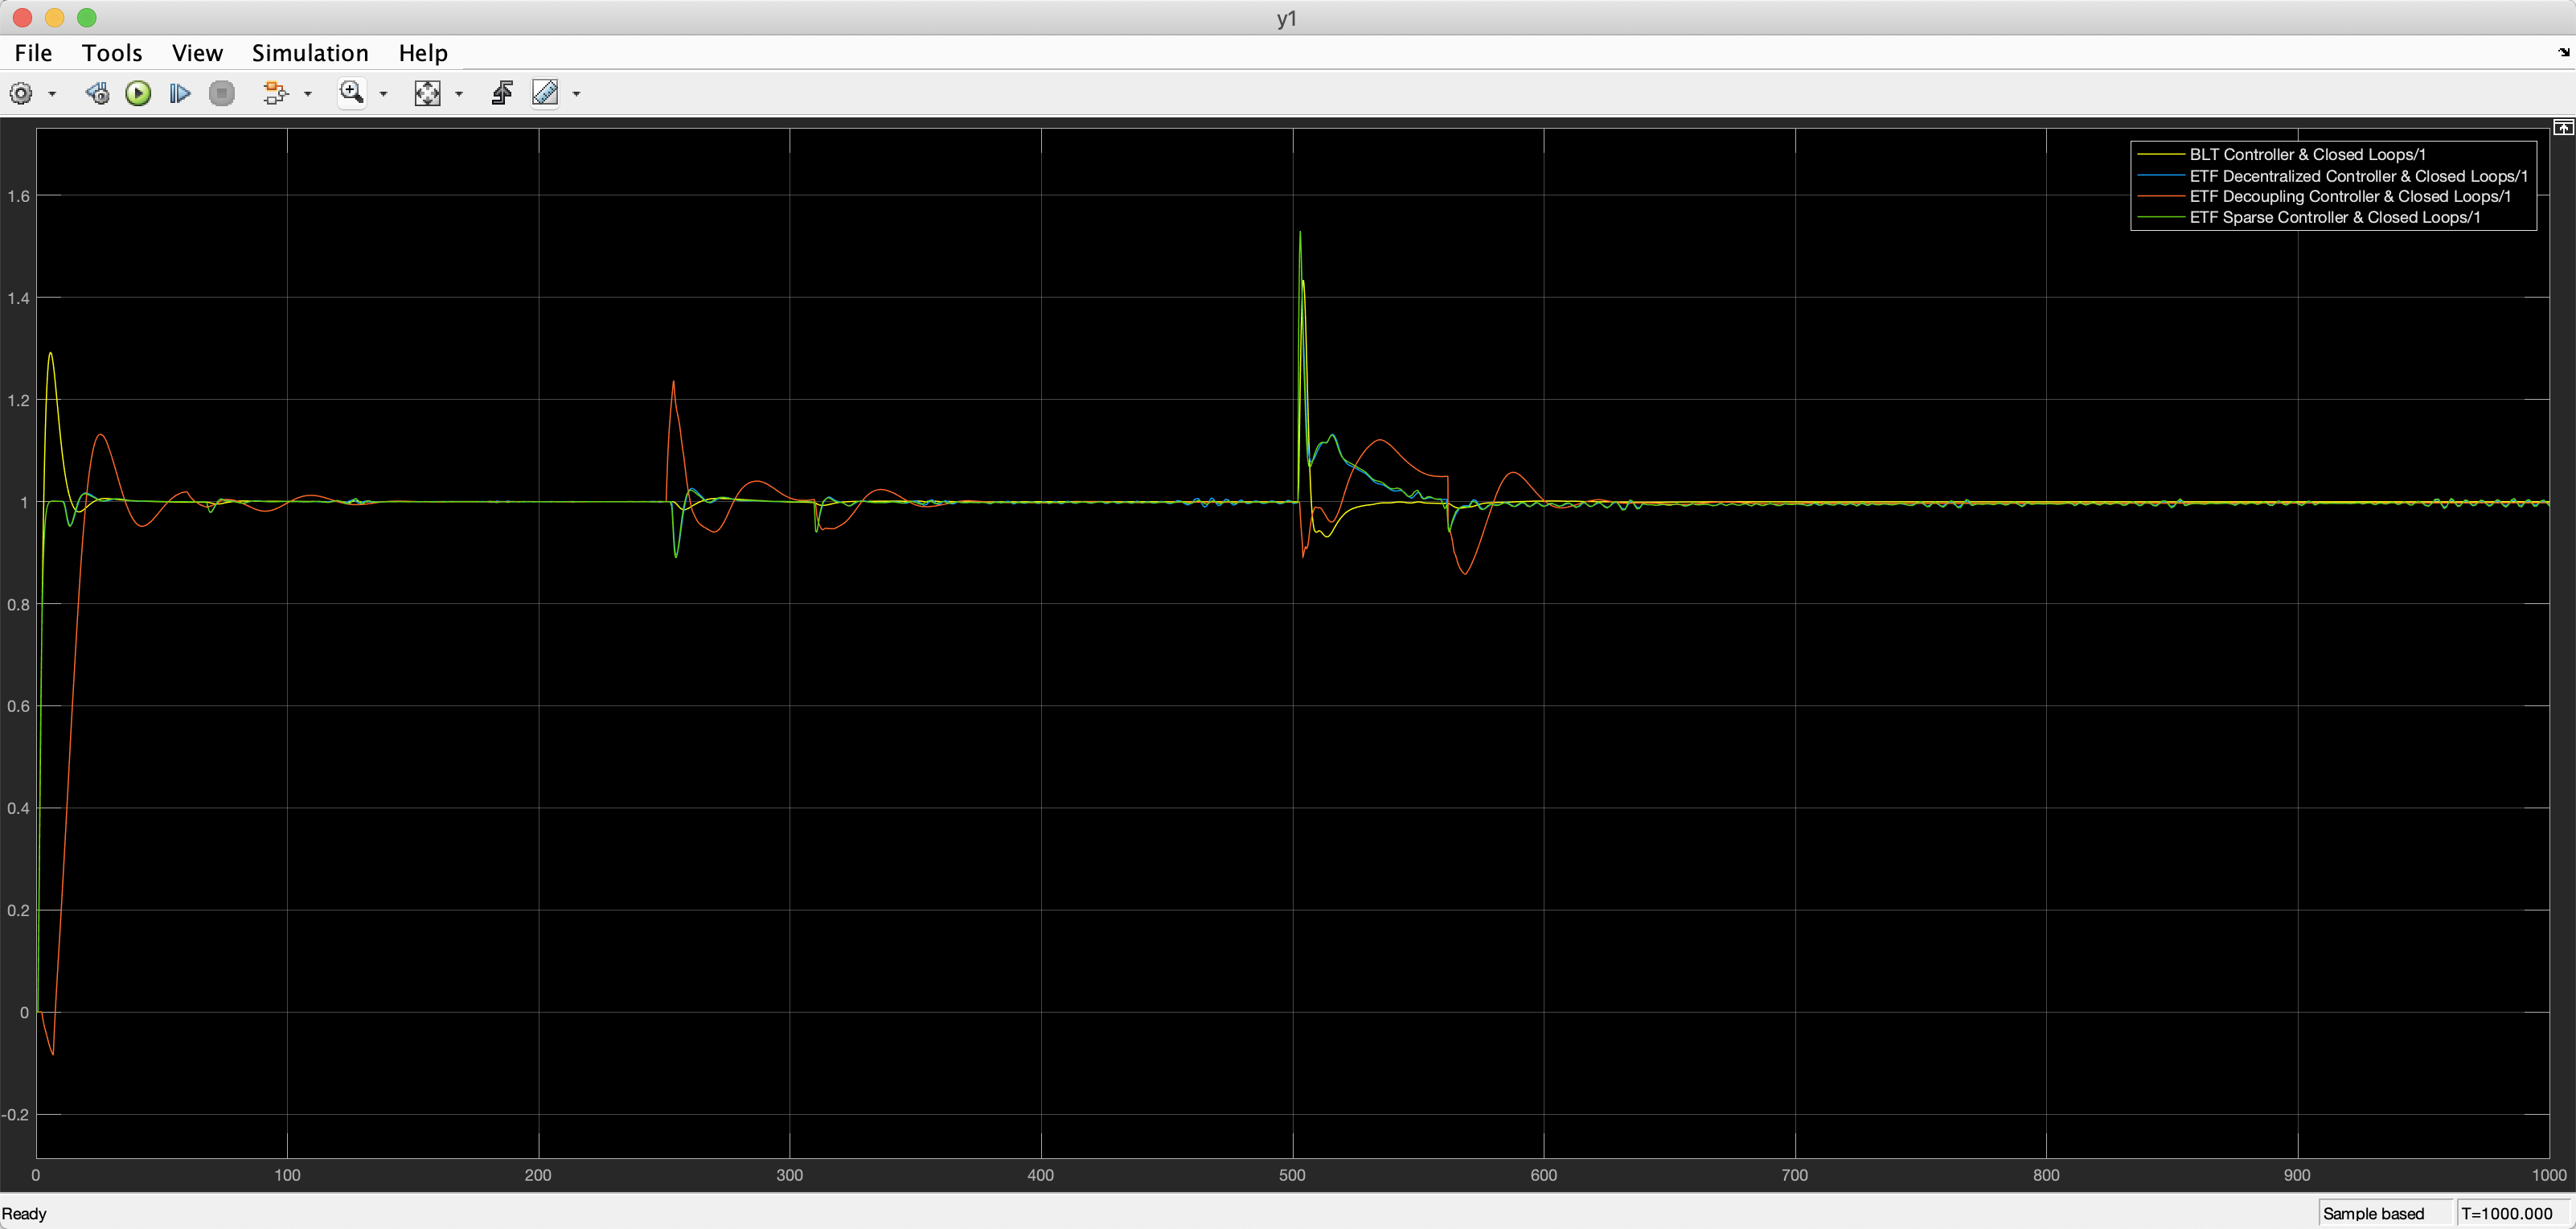 y1
File Tools View Simulation Help
BLT Controller & Closed Loops/1
ETF Decentralized Controller & Closed Loops/1
ETF Decoupling Controller & Closed Loops/1
ETF Sparse Controller & Closed Loops/1
1.6
1.4
1.2
1
0.8
0.6
0.4
0.2
0
-0.2
0 100 200 300 400 500 600 700 800 900 1000
Ready Sample based T=1000.000